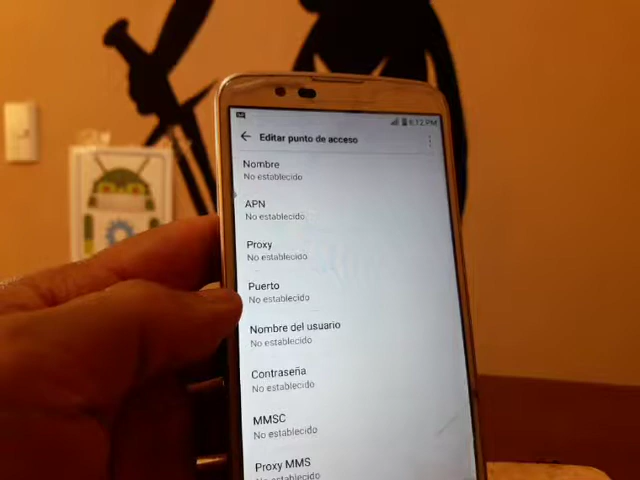 6:12 PM
Editar punto de acceso
Nombre
No establecido
APN
No establecido
Proxy
No establecido
Puerto
No establecido
Nombre del usuario
No establecido
Contraseña
No establecido
MMSC
No establecido
Proxy MMS
No establecido